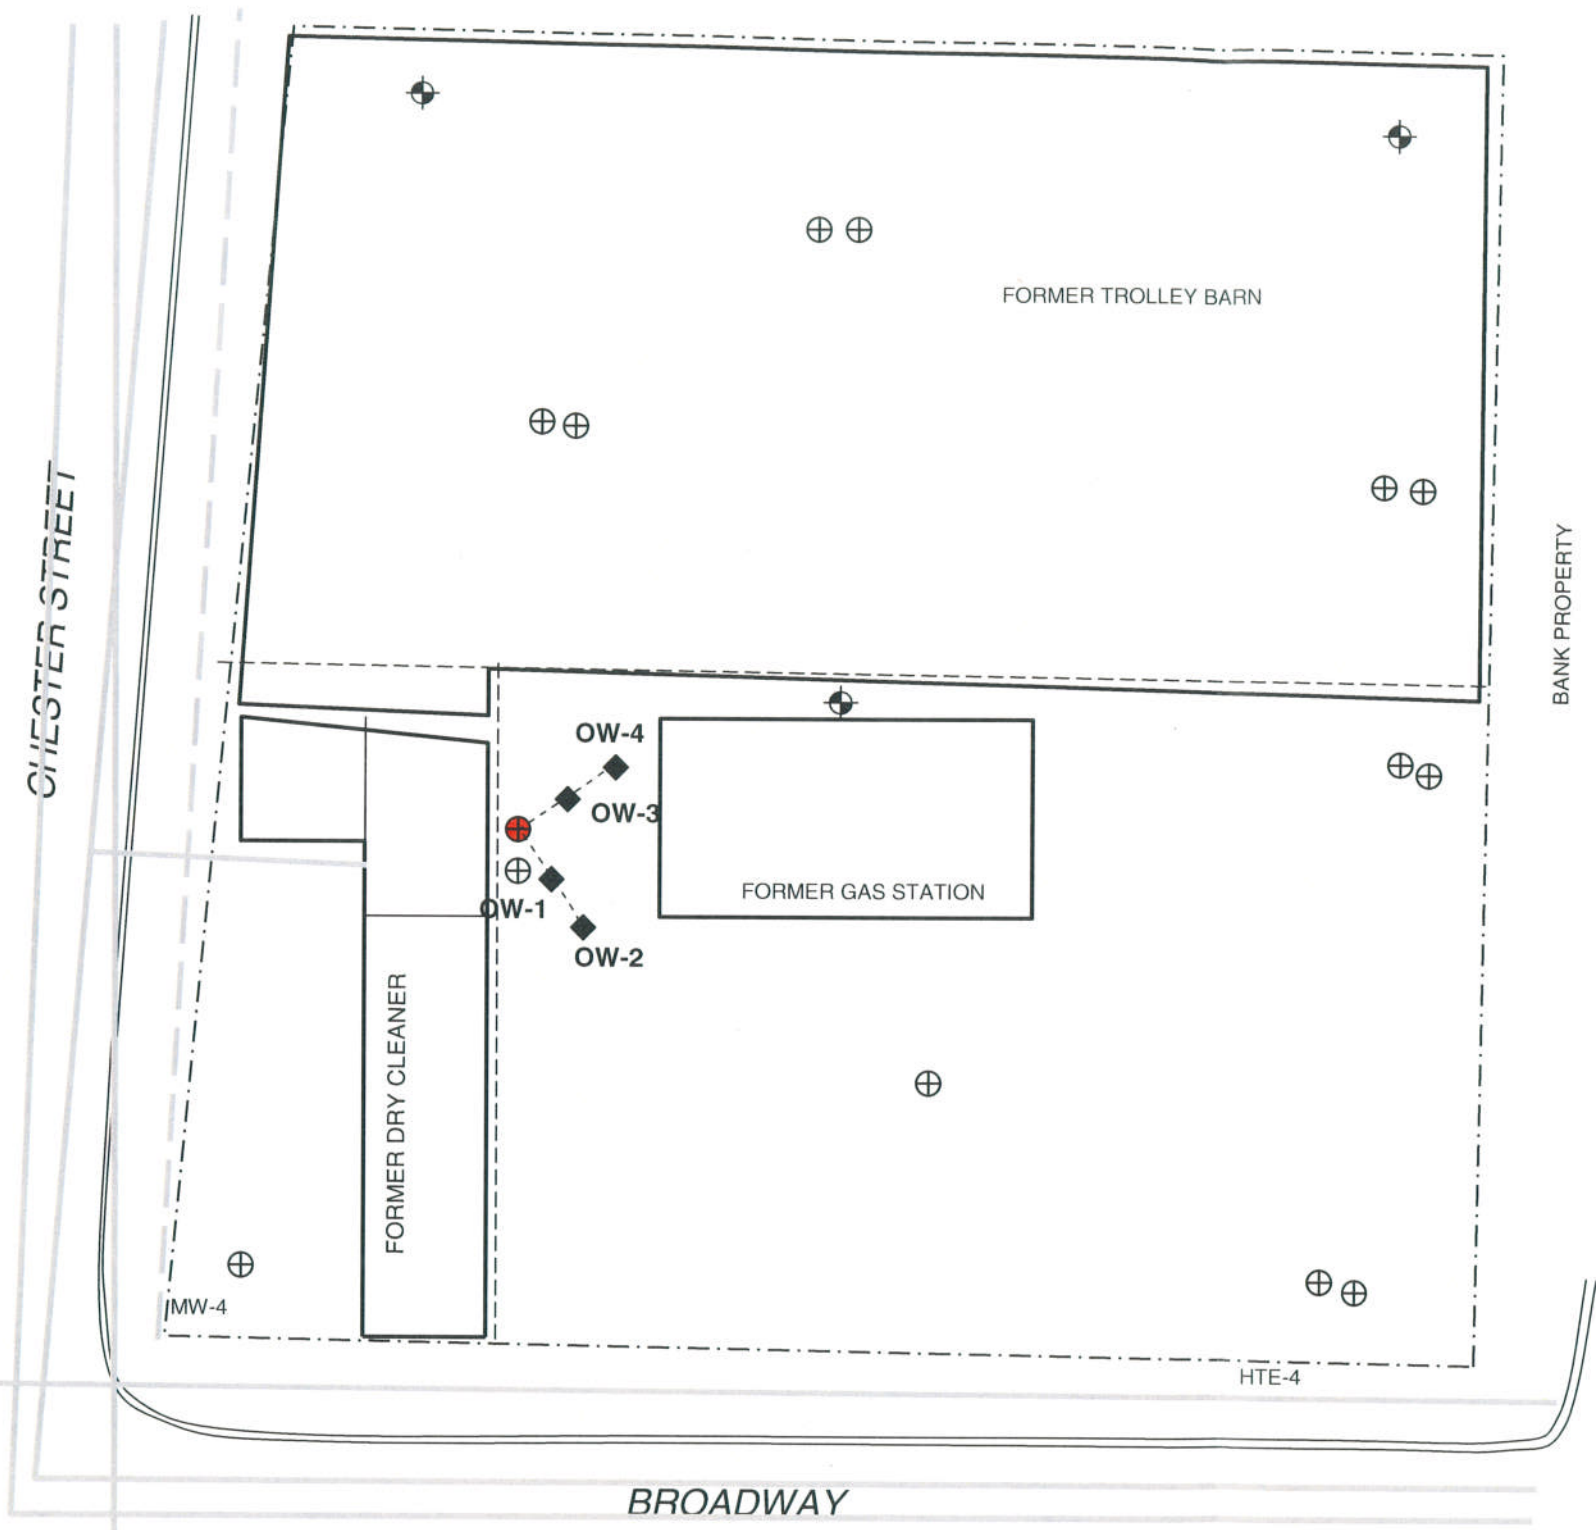 FORMER TROLLEY BARN
CHESTER STREET
BANK PROPERTY
OW-4
OW-3
FORMER GAS STATION
OW-1
OW-2
FORMER DRY CLEANER
MW-4
HTE-4
BROADWAY